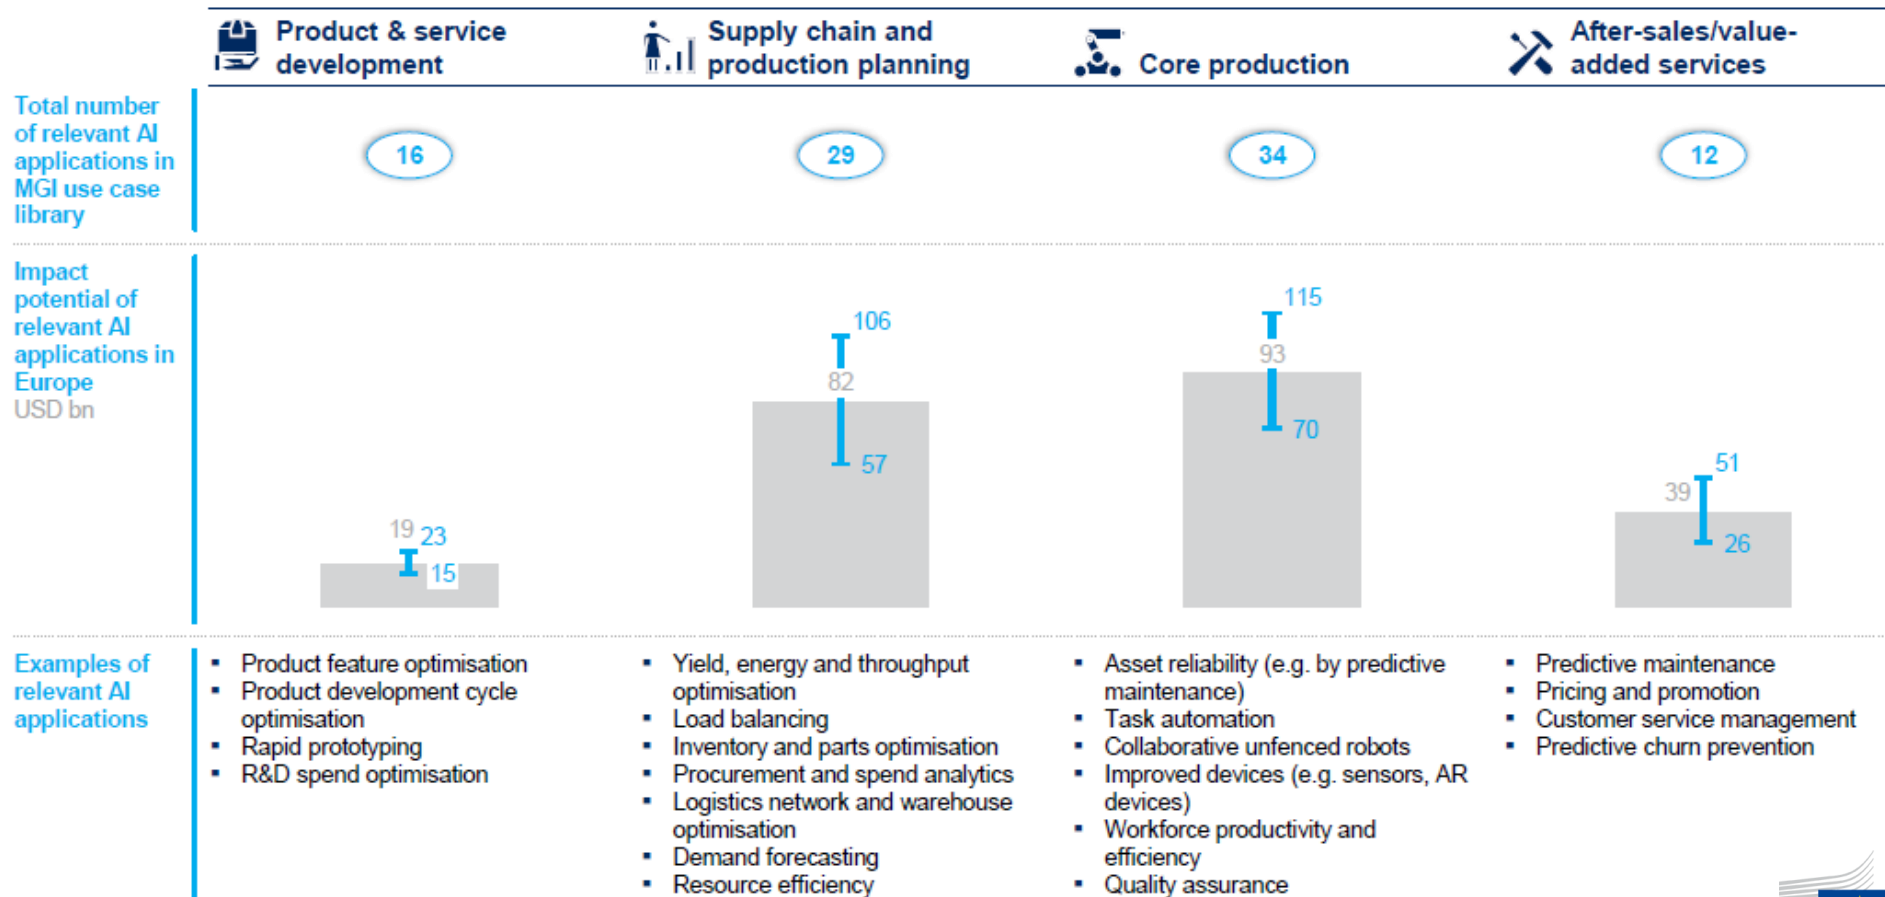 Product & service
development
Supply chain and
production planning
Core production
After-sales/value-
added services
Total number
of relevant AI
applications in
MGI use case
library
16
29
34
12
Impact
potential of
relevant AI
applications in
Europe
USD bn
19
23
15
106
82
57
115
93
70
51
39
26
Examples of
relevant AI
applications
▪ Product feature optimisation
▪ Product development cycle
optimisation
▪ Rapid prototyping
▪ R&D spend optimisation
▪ Yield, energy and throughput
optimisation
▪ Load balancing
▪ Inventory and parts optimisation
▪ Procurement and spend analytics
▪ Logistics network and warehouse
optimisation
▪ Demand forecasting
▪ Resource efficiency
▪ Asset reliability (e.g. by predictive
maintenance)
▪ Task automation
▪ Collaborative unfenced robots
▪ Improved devices (e.g. sensors, AR
devices)
▪ Workforce productivity and
efficiency
▪ Quality assurance
▪ Predictive maintenance
▪ Pricing and promotion
▪ Customer service management
▪ Predictive churn prevention